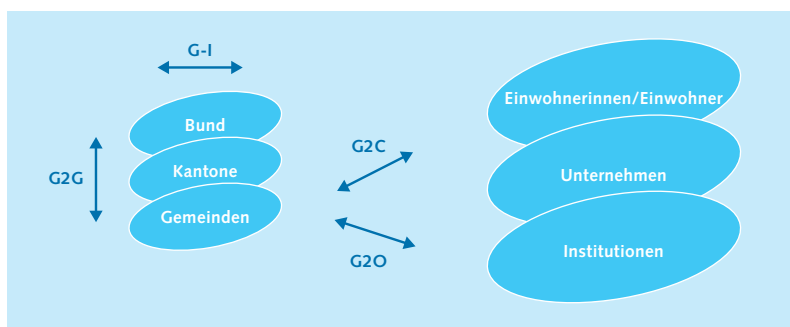 G-I
Bund
Kantone
Gemeinden
G2G
G2C
G2O
Einwohnerinnen/Einwohner
Unternehmen
Institutionen